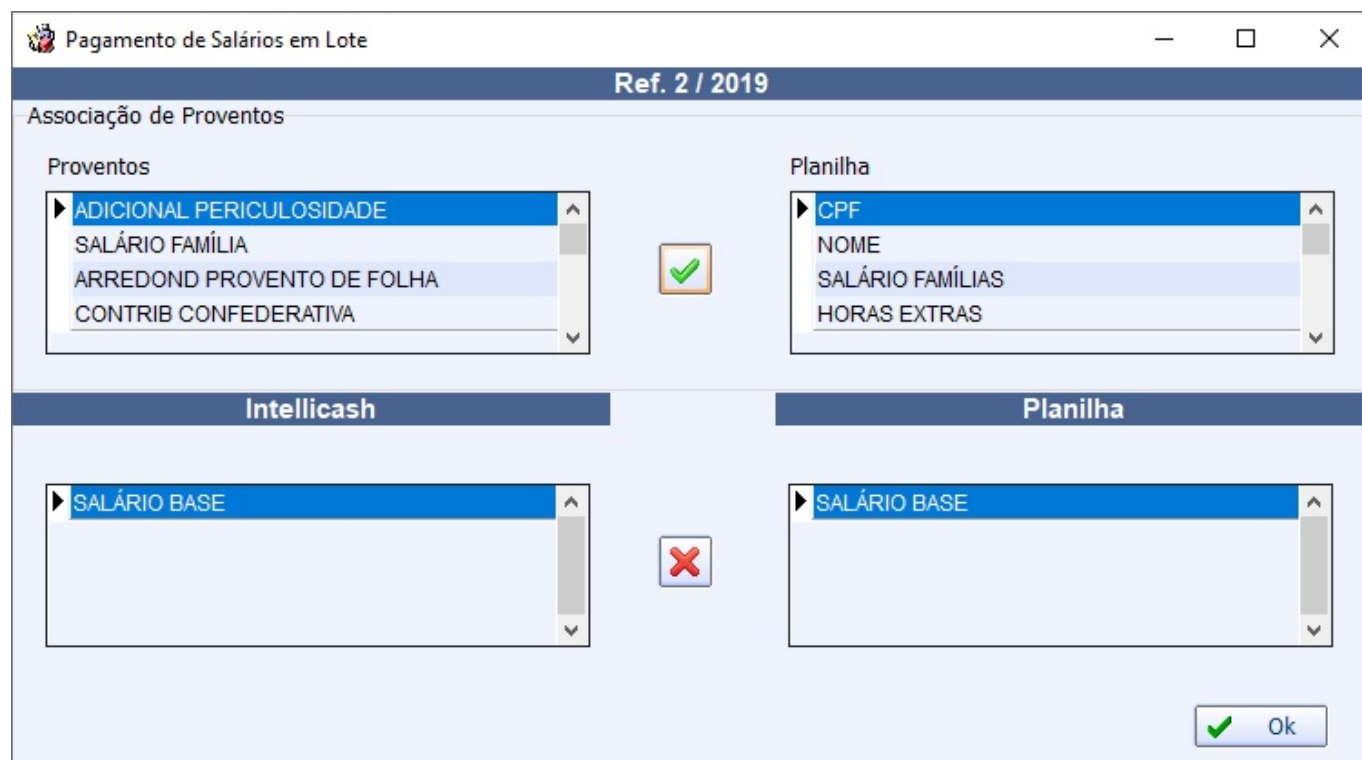 Pagamento de Salários em Lote
Ref. 2 / 2019
Associação de Proventos
Proventos
ADICIONAL PERICULOSIDADE
SALÁRIO FAMÍLIA
ARREDOND PROVENTO DE FOLHA
CONTRIB CONFEDERATIVA
Planilha
CPF
NOME
SALÁRIO FAMÍLIAS
HORAS EXTRAS
Intellicash
Planilha
SALÁRIO BASE
SALÁRIO BASE
Ok